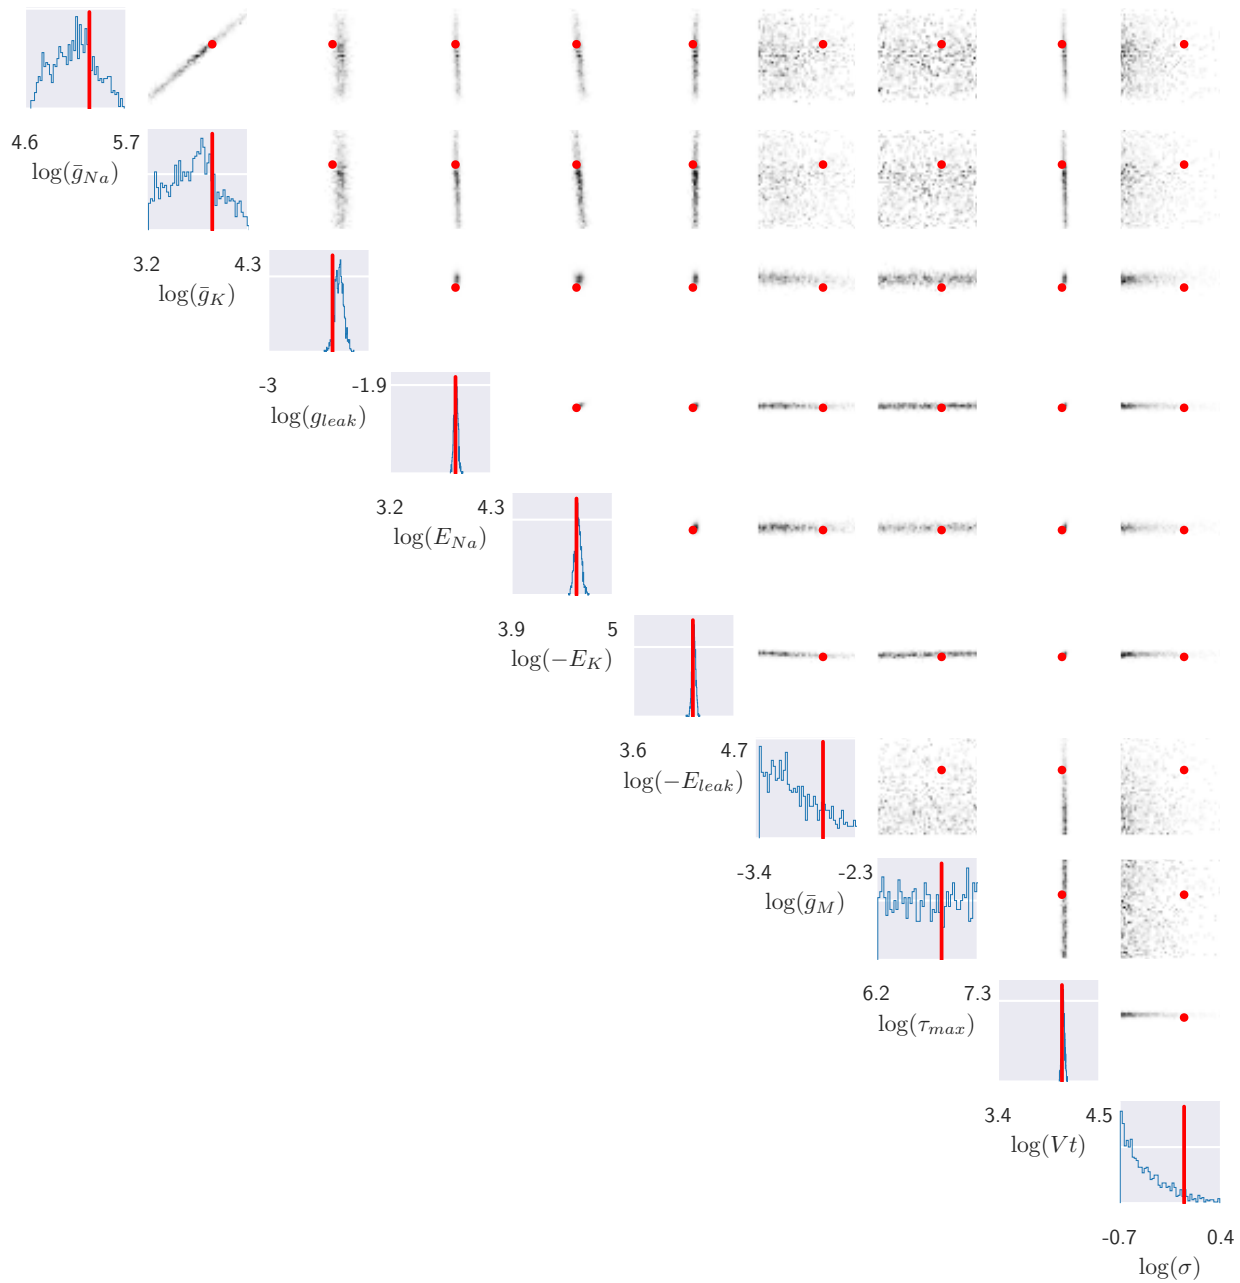 4.6 5.7
log(ḡ_{Na})
3.2 4.3
log(ḡ_K)
-3 -1.9
log(g_{leak})
3.2 4.3
log(E_{Na})
3.9 5
log(−E_K)
3.6 4.7
log(−E_{leak})
-3.4 -2.3
log(ḡ_M)
6.2 7.3
log(τ_{max})
3.4 4.5
log(Vt)
-0.7 0.4
log(σ)